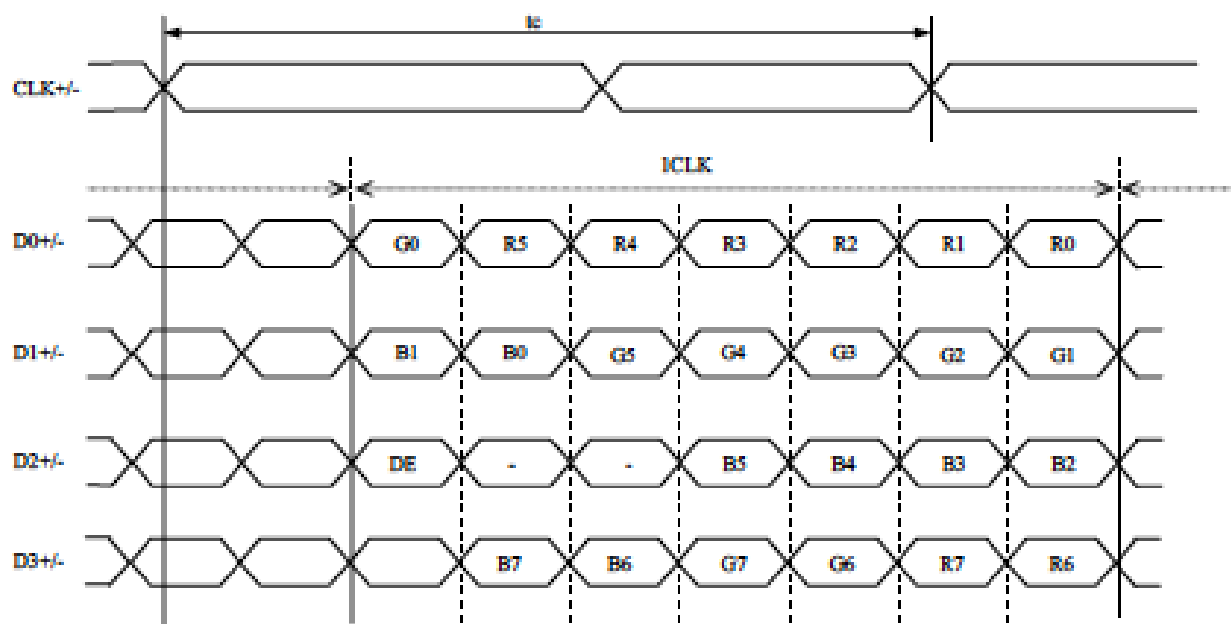 tc
CLK+/-
1CLK
D0+/- G0 R5 R4 R3 R2 R1 R0
D1+/- B1 B0 G5 G4 G3 G2 G1
D2+/- DE - - B5 B4 B3 B2
D3+/- B7 B6 G7 G6 R7 R6